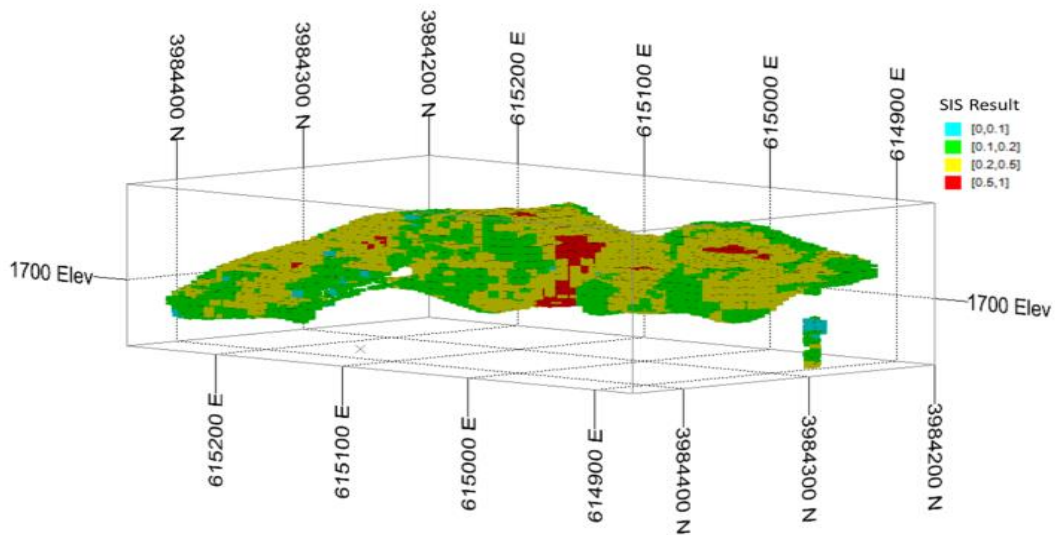 3984400 N
3984300 N
3984200 N
615200 E
615100 E
615000 E
614900 E
SIS Result
[0,0.1]
[0.1,0.2]
[0.2,0.5]
[0.5,1]
1700 Elev
1700 Elev
615200 E
615100 E
615000 E
614900 E
3984400 N
3984300 N
3984200 N